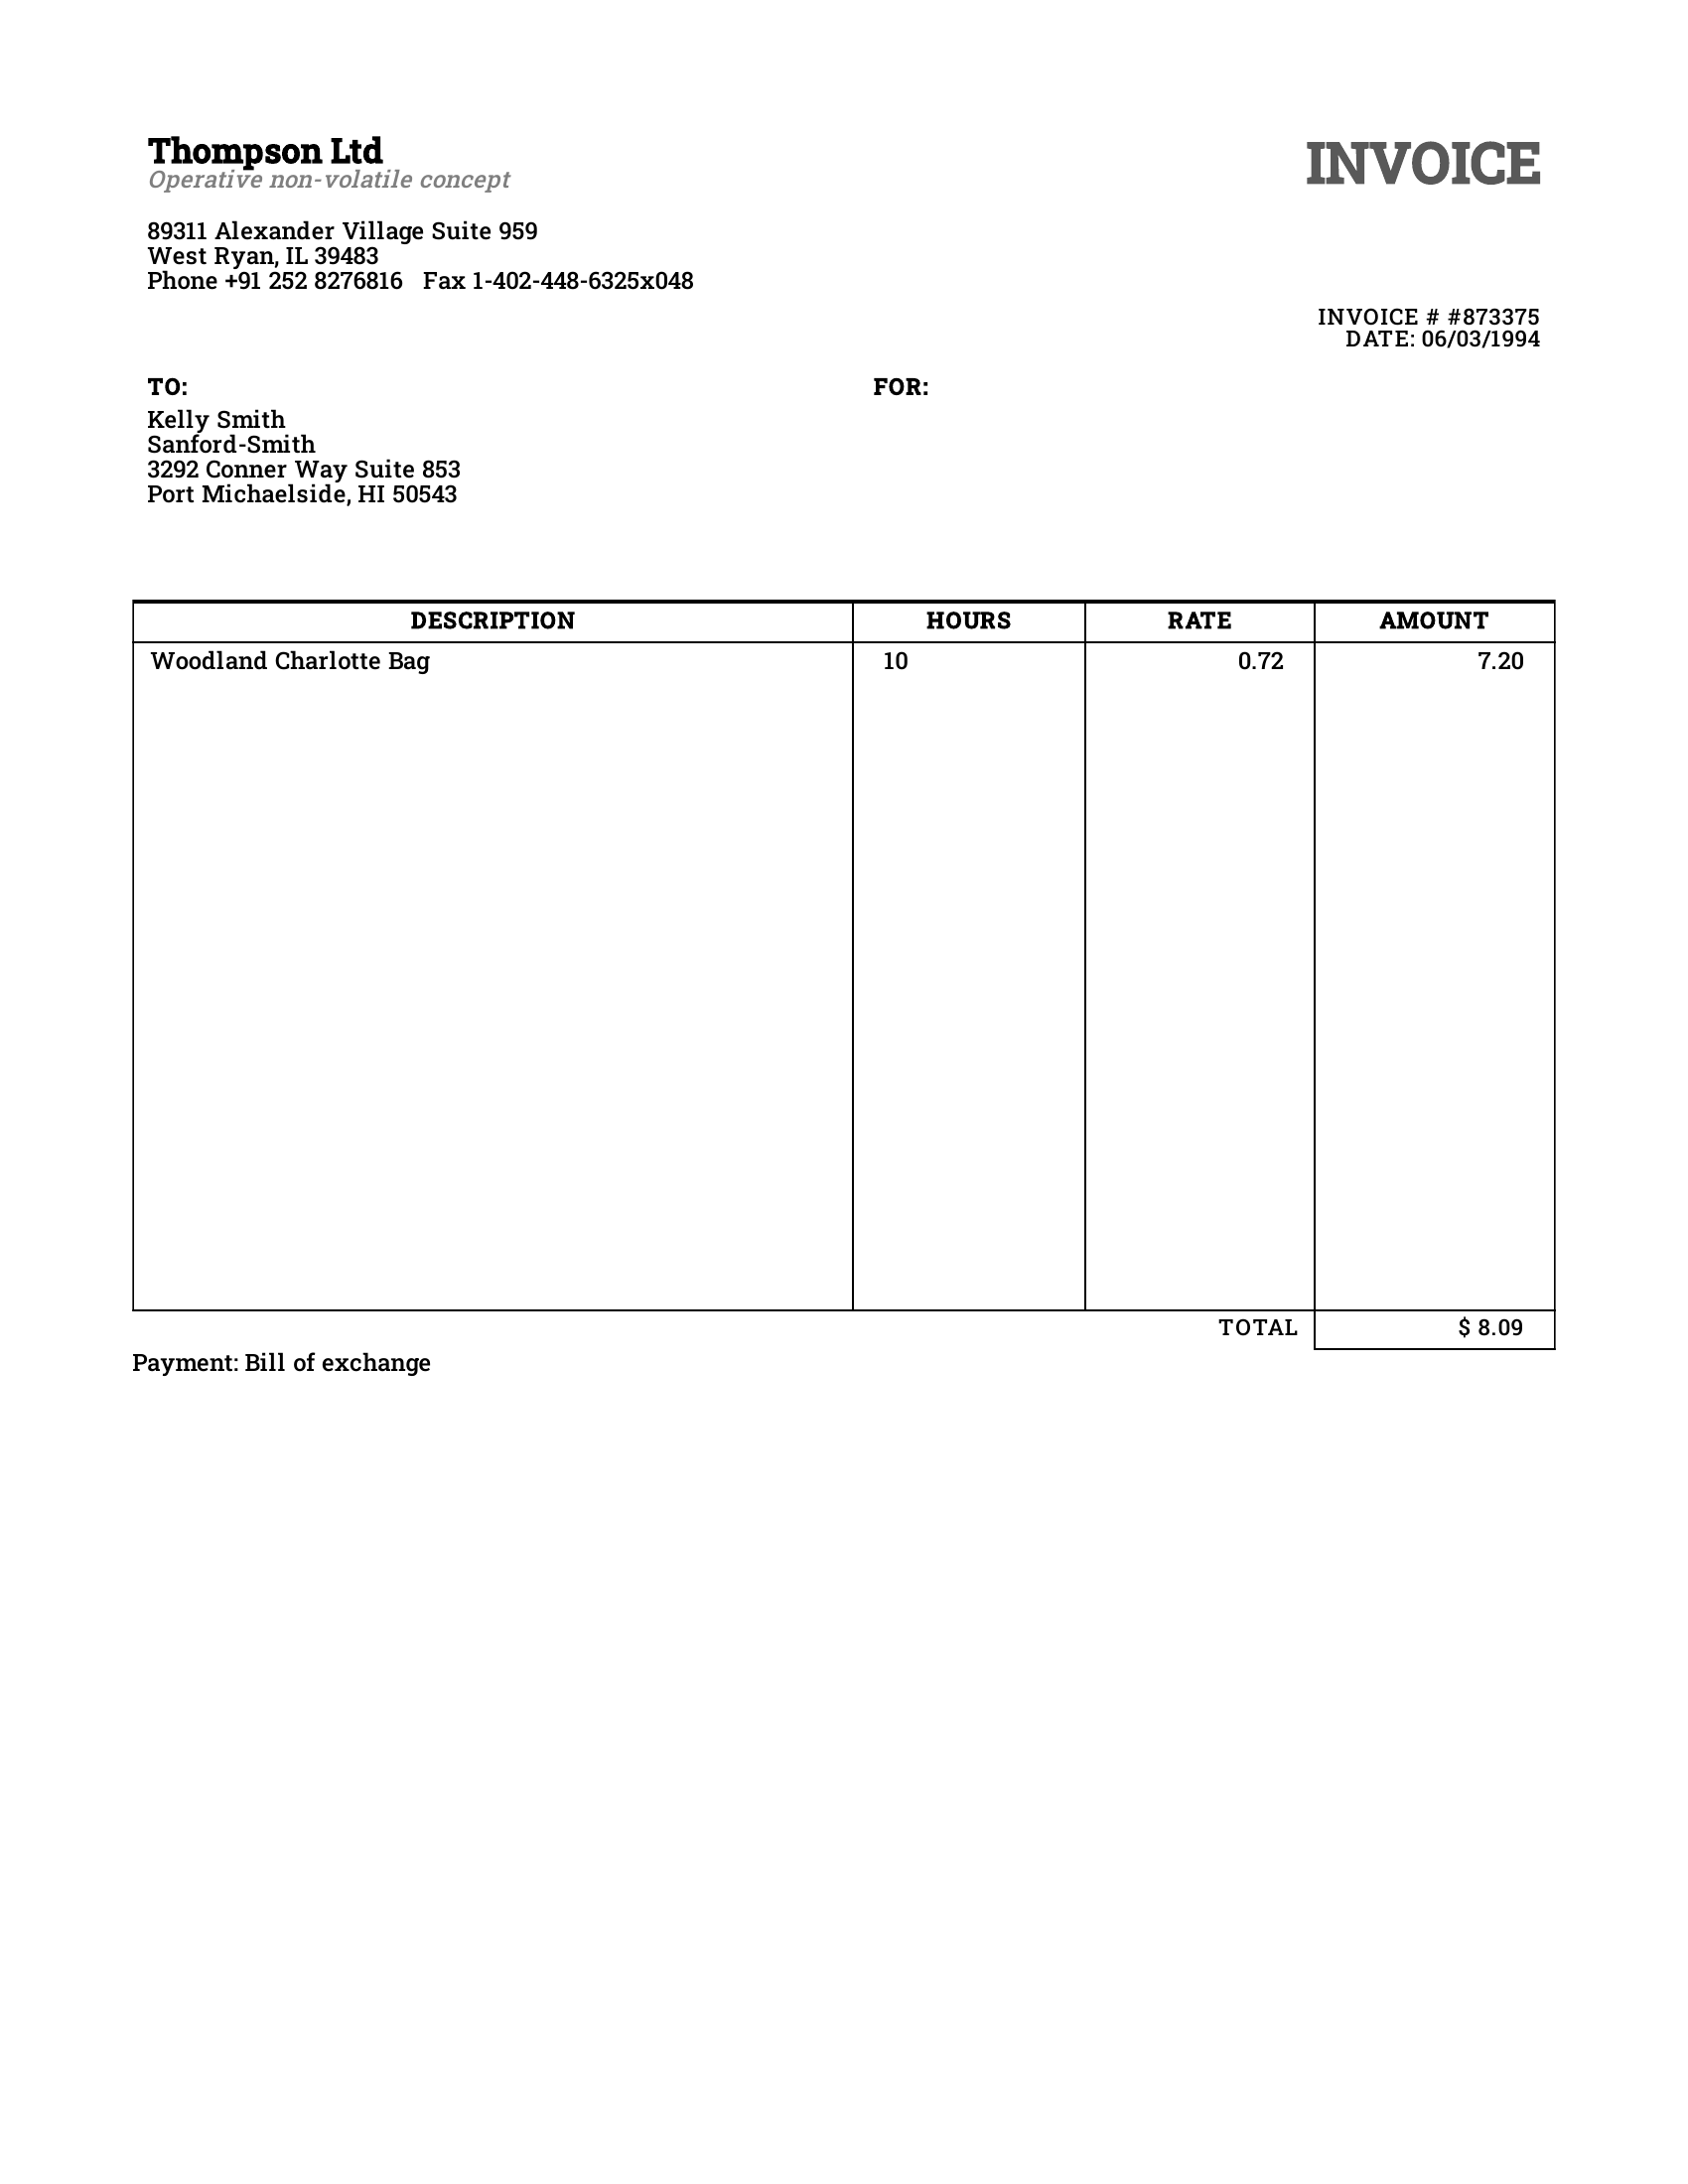 Thompson Ltd
Operative non-volatile concept
INVOICE
89311 Alexander Village Suite 959
West Ryan, IL 39483
Phone +91 252 8276816 Fax 1-402-448-6325x048
INVOICE # #873375
DATE: 06/03/1994
TO:
Kelly Smith
Sanford-Smith
3292 Conner Way Suite 853
Port Michaelside, HI 50543
FOR:
DESCRIPTION HOURS RATE AMOUNT
Woodland Charlotte Bag 10 0.72 7.20
TOTAL $ 8.09
Payment: Bill of exchange